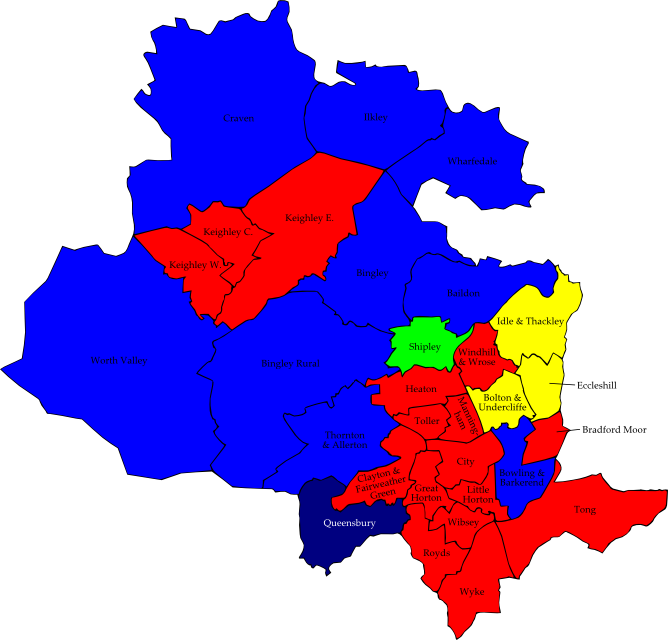 Craven
Ilkley
Wharfedale
Keighley E.
Keighley C.
Keighley W.
Bingley
Baildon
Idle & Thackley
Worth Valley
Bingley Rural
Shipley
Windhill
& Wrose
Eccleshill
Heaton
Manning-
ham
Bolton &
Undercliffe
Toller
Bradford Moor
Thornton
& Allerton
City
Bowling &
Barkerend
Clayton &
Fairweather
Green
Great
Horton
Little
Horton
Tong
Queensbury
Wibsey
Royds
Wyke